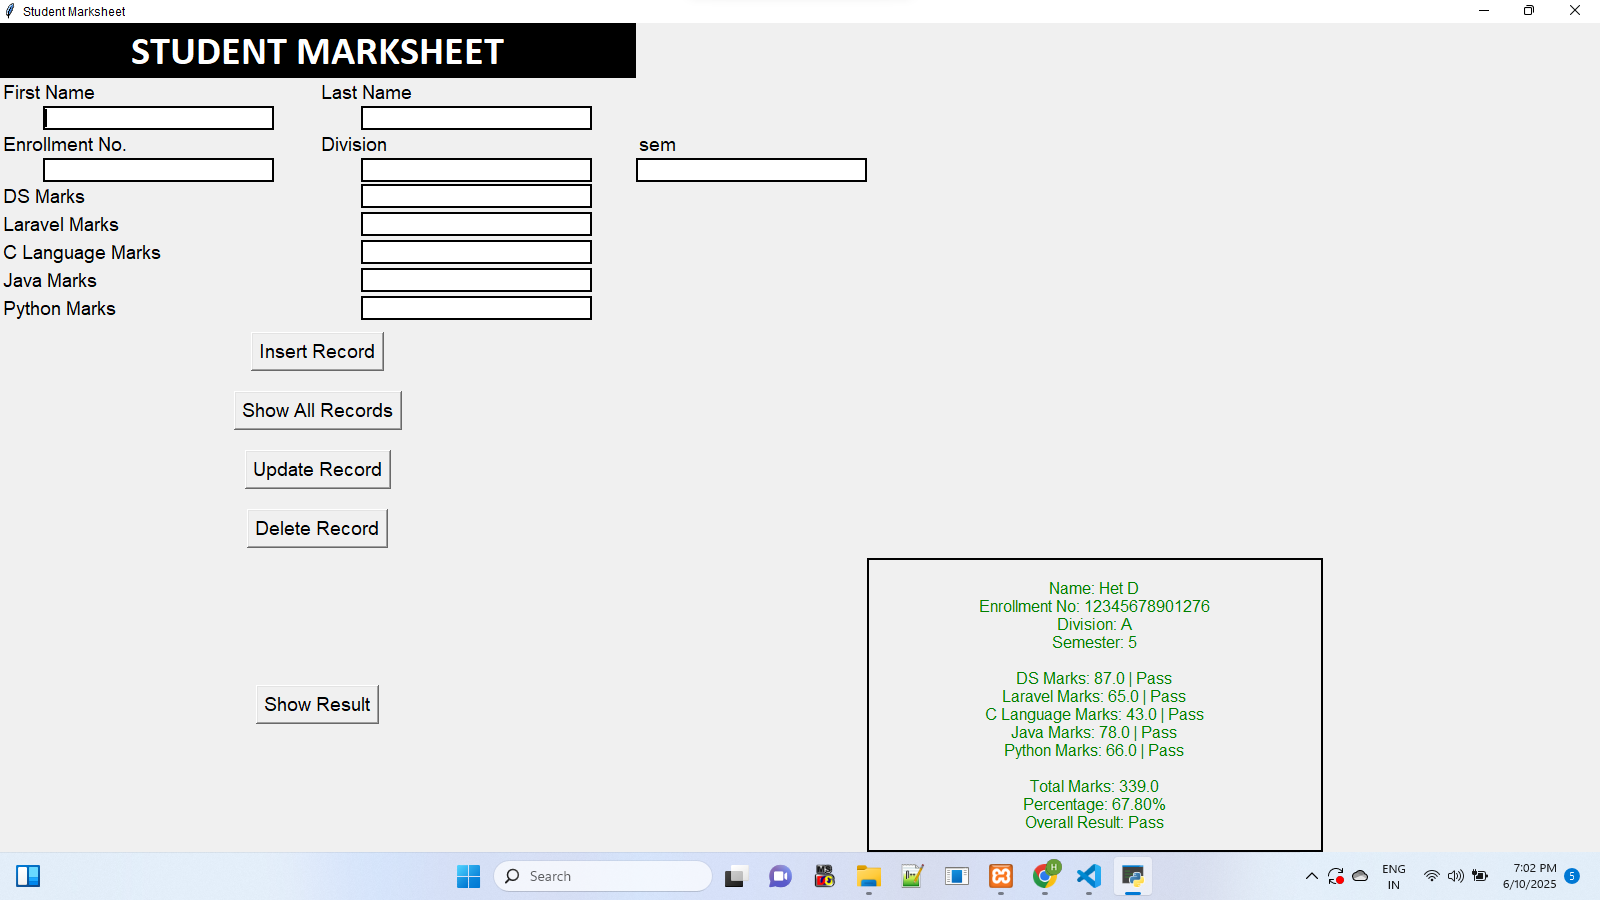 Student Marksheet
STUDENT MARKSHEET
First Name
Last Name
Enrollment No.
Division
sem
DS Marks
Laravel Marks
C Language Marks
Java Marks
Python Marks
Insert Record
Show All Records
Update Record
Delete Record
Show Result
Name: Het D
Enrollment No: 12345678901276
Division: A
Semester: 5
DS Marks: 87.0 | Pass
Laravel Marks: 65.0 | Pass
C Language Marks: 43.0 | Pass
Java Marks: 78.0 | Pass
Python Marks: 66.0 | Pass
Total Marks: 339.0
Percentage: 67.80%
Overall Result: Pass
Search
H
ENG
IN
7:02 PM
6/10/2025
5